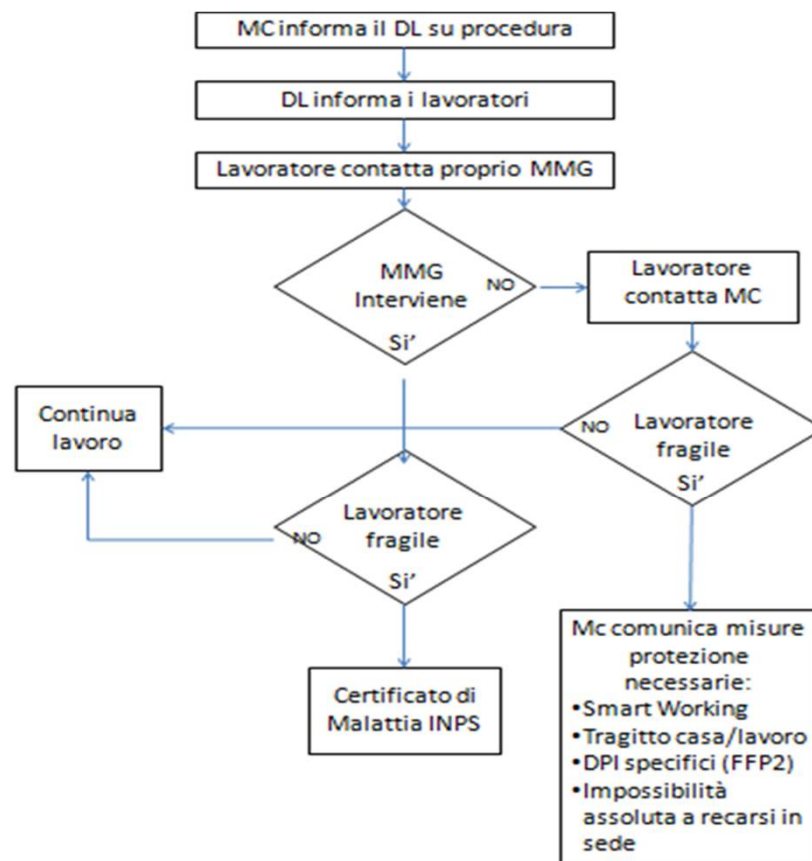 MC informa il DL su procedura
DL informa i lavoratori
Lavoratore contatta proprio MMG
MMG
Interviene
NO
Si'
Lavoratore
contatta MC
Continua
lavoro
NO
Lavoratore
fragile
Si'
Lavoratore
fragile
NO
Si'
Certificato di
Malattia INPS
Mc comunica misure
protezione
necessarie:
•Smart Working
•Tragitto casa/lavoro
•DPI specifici (FFP2)
•Impossibilità
assoluta a recarsi in
sede